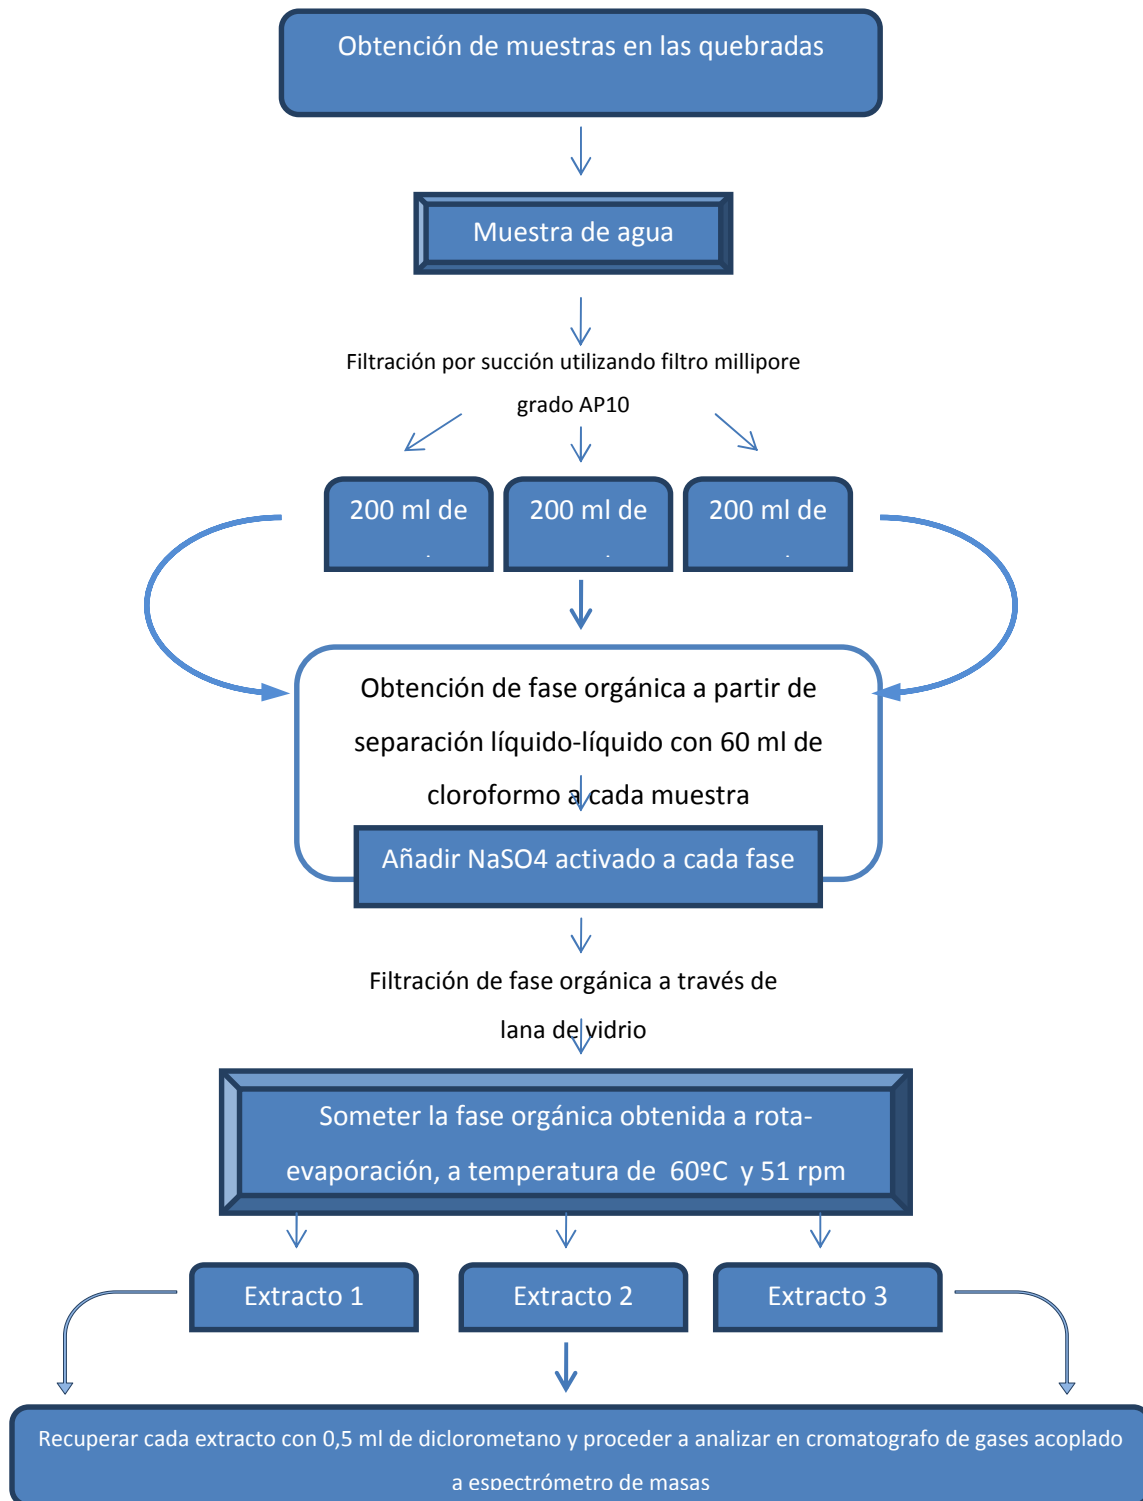 Obtención de muestras en las quebradas
Muestra de agua
Filtración por succión utilizando filtro millipore
grado AP10
200 ml de
200 ml de
200 ml de
Obtención de fase orgánica a partir de
separación líquido-líquido con 60 ml de
cloroformo a cada muestra
Añadir NaSO4 activado a cada fase
Filtración de fase orgánica a través de
lana de vidrio
Someter la fase orgánica obtenida a rota-
evaporación, a temperatura de 60ºC y 51 rpm
Extracto 1
Extracto 2
Extracto 3
Recuperar cada extracto con 0,5 ml de diclorometano y proceder a analizar en cromatografo de gases acoplado
a espectrómetro de masas